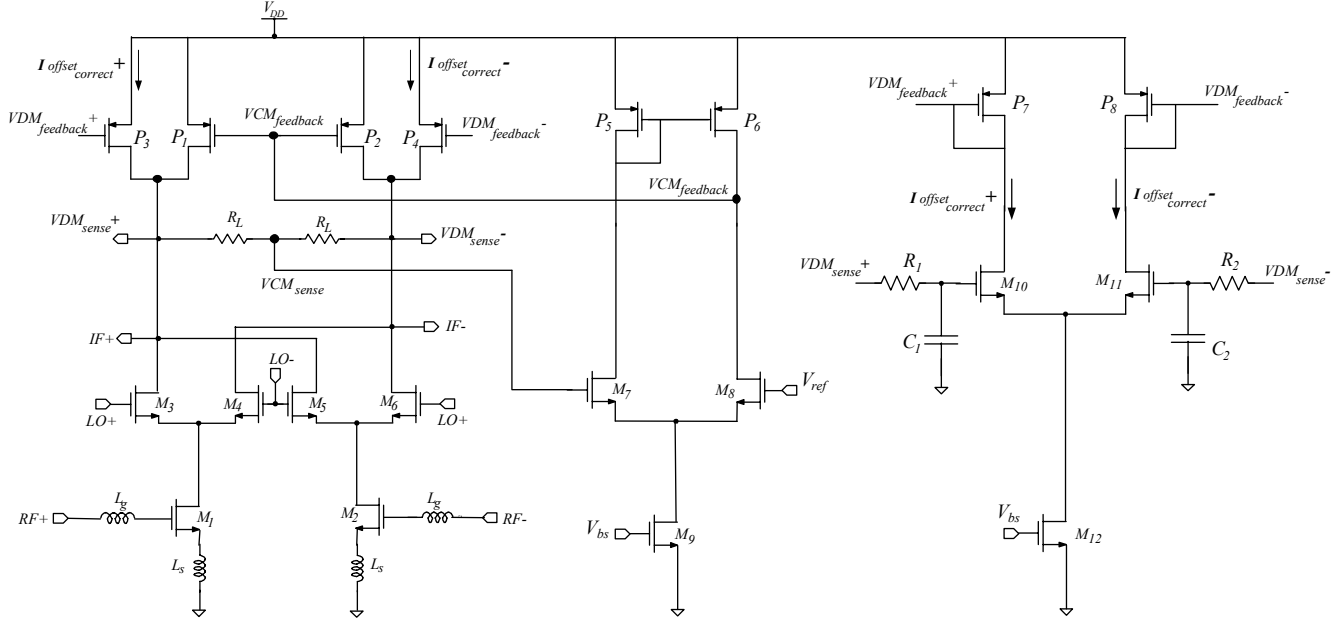 V_DD
I offset_correct+
I offset_correct-
VDM_feedback+
P_3
P_1
VCM_feedback
P_2
P_4
VDM_feedback-
P_5
P_6
VDM_feedback+
P_7
P_8
VDM_feedback-
VCM_feedback
I offset_correct+
I offset_correct-
VDM_sense+
R_L
R_L
VDM_sense-
VCM_sense
VDM_sense+
R_1
M_10
M_11
R_2
VDM_sense-
IF+
IF-
C_1
C_2
LO-
LO+
M_3
M_4
M_5
M_6
LO+
M_7
M_8
V_ref
RF+
L_g
M_1
M_2
L_g
RF-
L_s
L_s
V_bs
M_9
V_bs
M_12